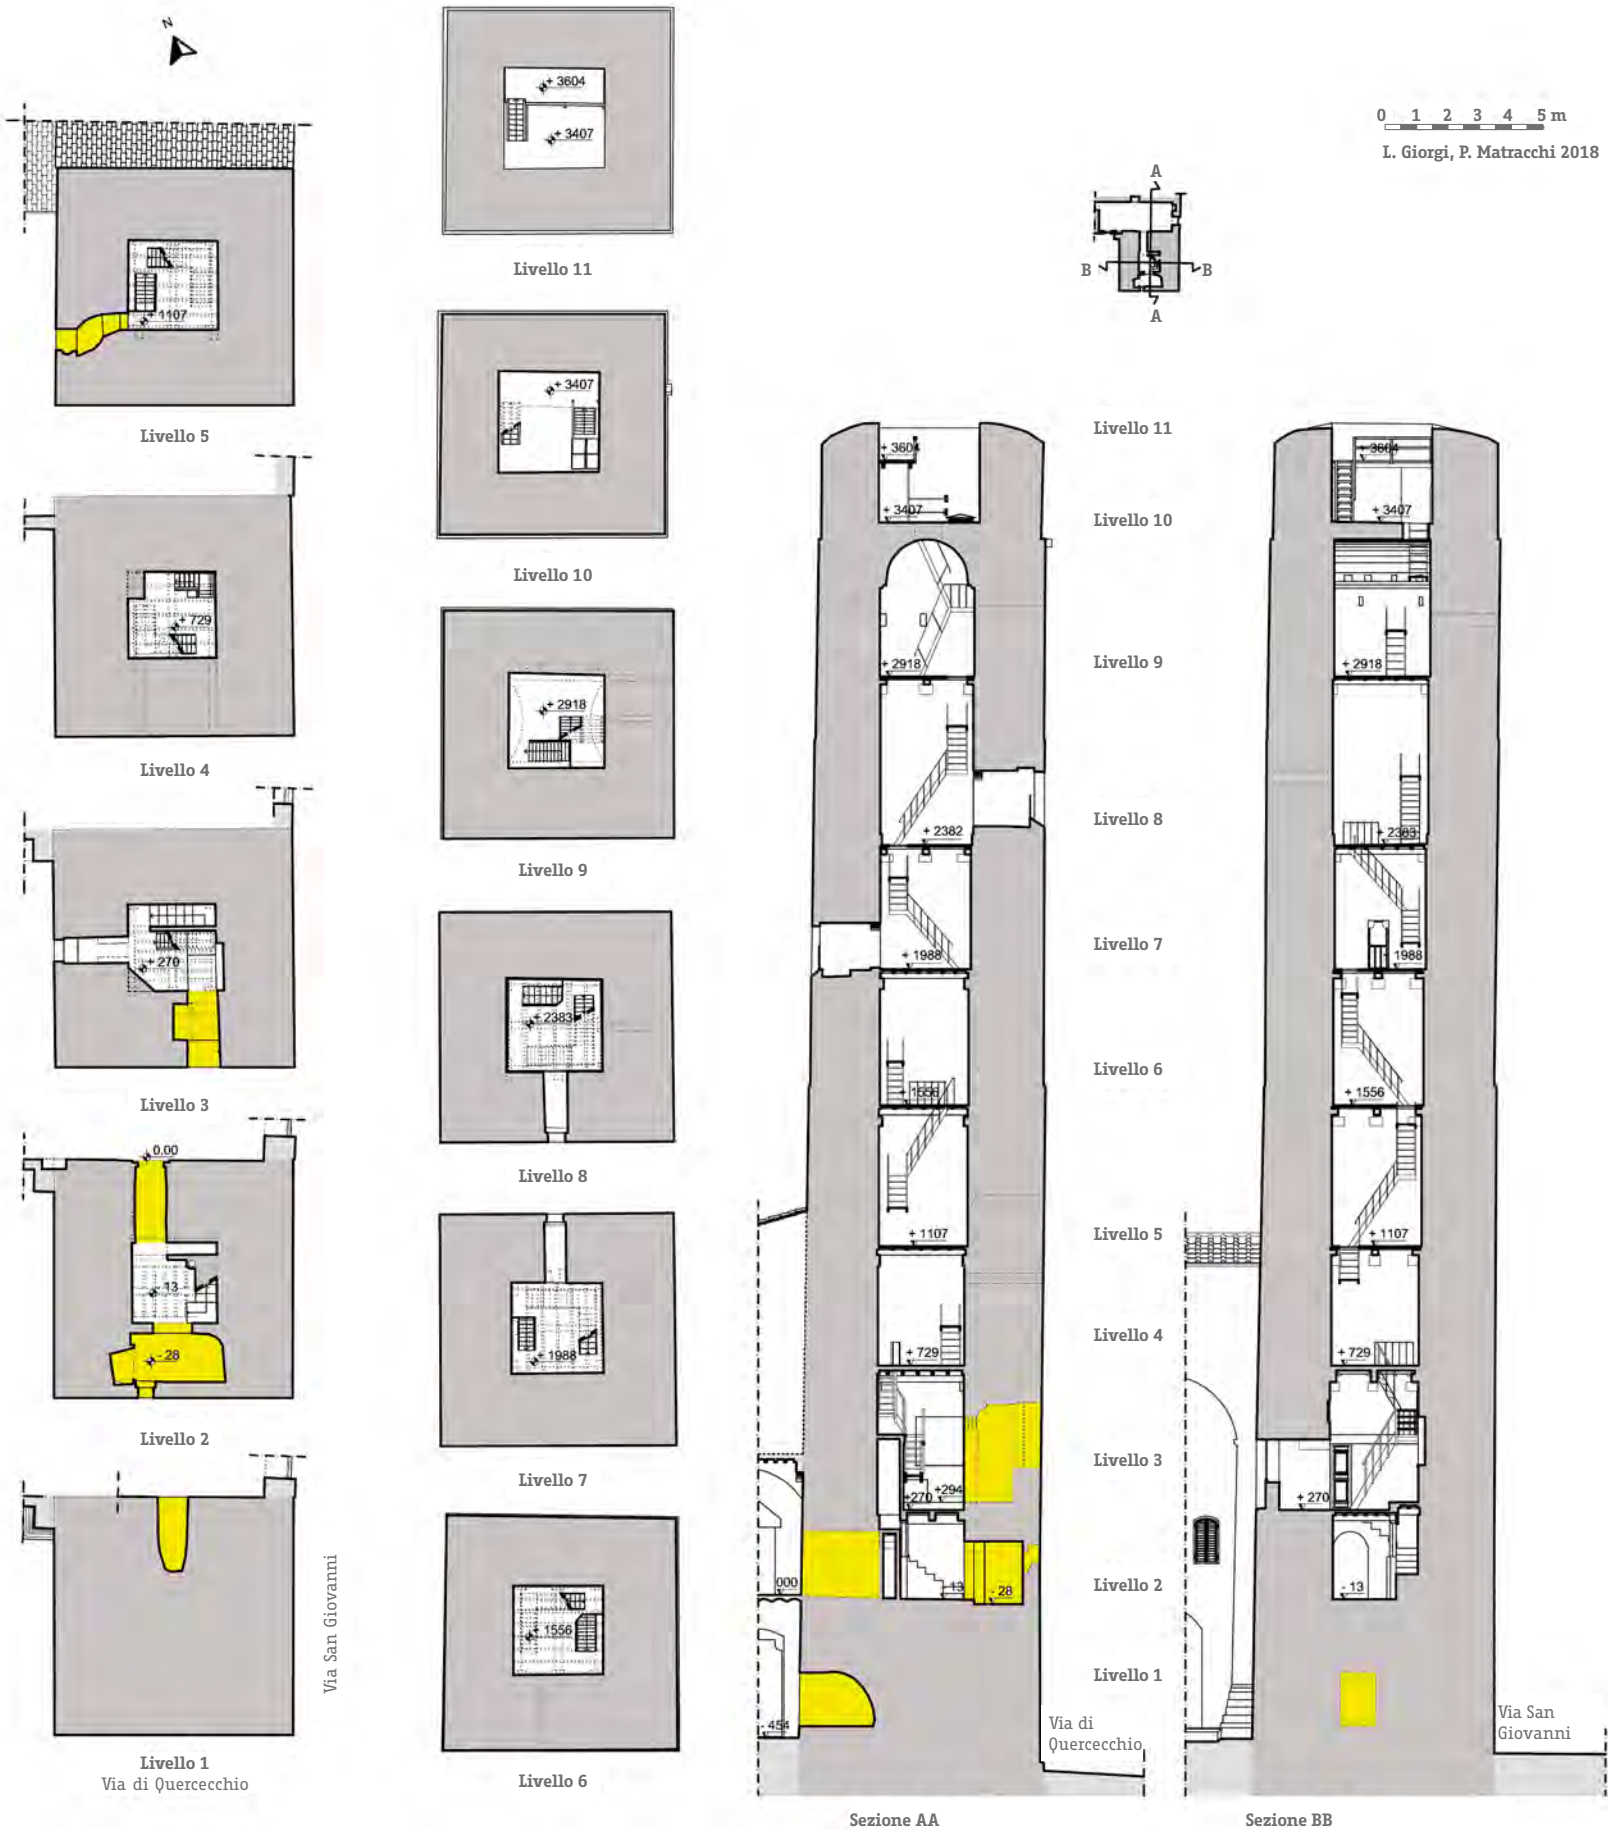 N
+ 1107
Livello 5
+ 729
Livello 4
+ 270
Livello 3
0.00
- 13
- 28
Livello 2
Livello 1
Via di Quercecchio
Via San Giovanni
+ 3604
+ 3407
Livello 11
+ 3407
Livello 10
+ 2918
Livello 9
+ 2383
Livello 8
+ 1988
Livello 7
+ 1556
Livello 6
0 1 2 3 4 5 m
L. Giorgi, P. Matracchi 2018
A
B B
A
+ 3604
+ 3407
+ 2918
+ 2382
+ 1988
+ 1556
+ 1107
+ 729
+270
+294
000
- 13
- 28
- 454
Via di
Quercecchio
Sezione AA
Livello 11
Livello 10
Livello 9
Livello 8
Livello 7
Livello 6
Livello 5
Livello 4
Livello 3
Livello 2
Livello 1
+ 3604
+ 3407
+ 2918
+ 2383
1988
+ 1556
+ 1107
+ 729
+ 270
- 13
Via San
Giovanni
Sezione BB